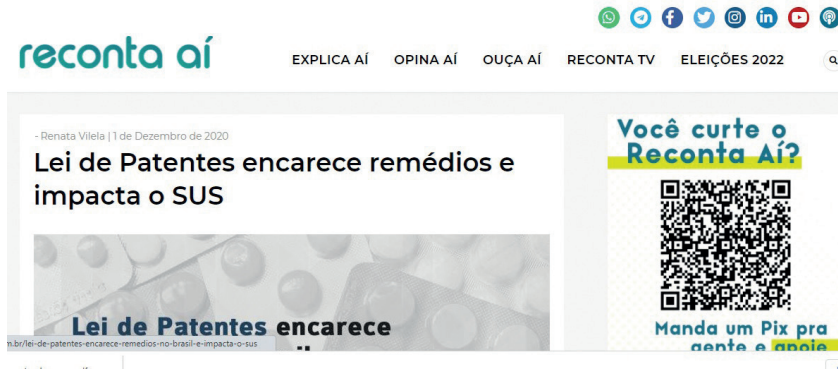 reconta aí
EXPLICA AÍ OPINA AÍ OUÇA AÍ RECONTA TV ELEIÇÕES 2022
- Renata Vilela | 1 de Dezembro de 2020
Lei de Patentes encarece remédios e
impacta o SUS
Lei de Patentes encarece
m.br/lei-de-patentes-encarece-remedios-no-brasil-e-impacta-o-sus
Você curte o
Reconta Aí?
Manda um Pix pra
gente e apoie